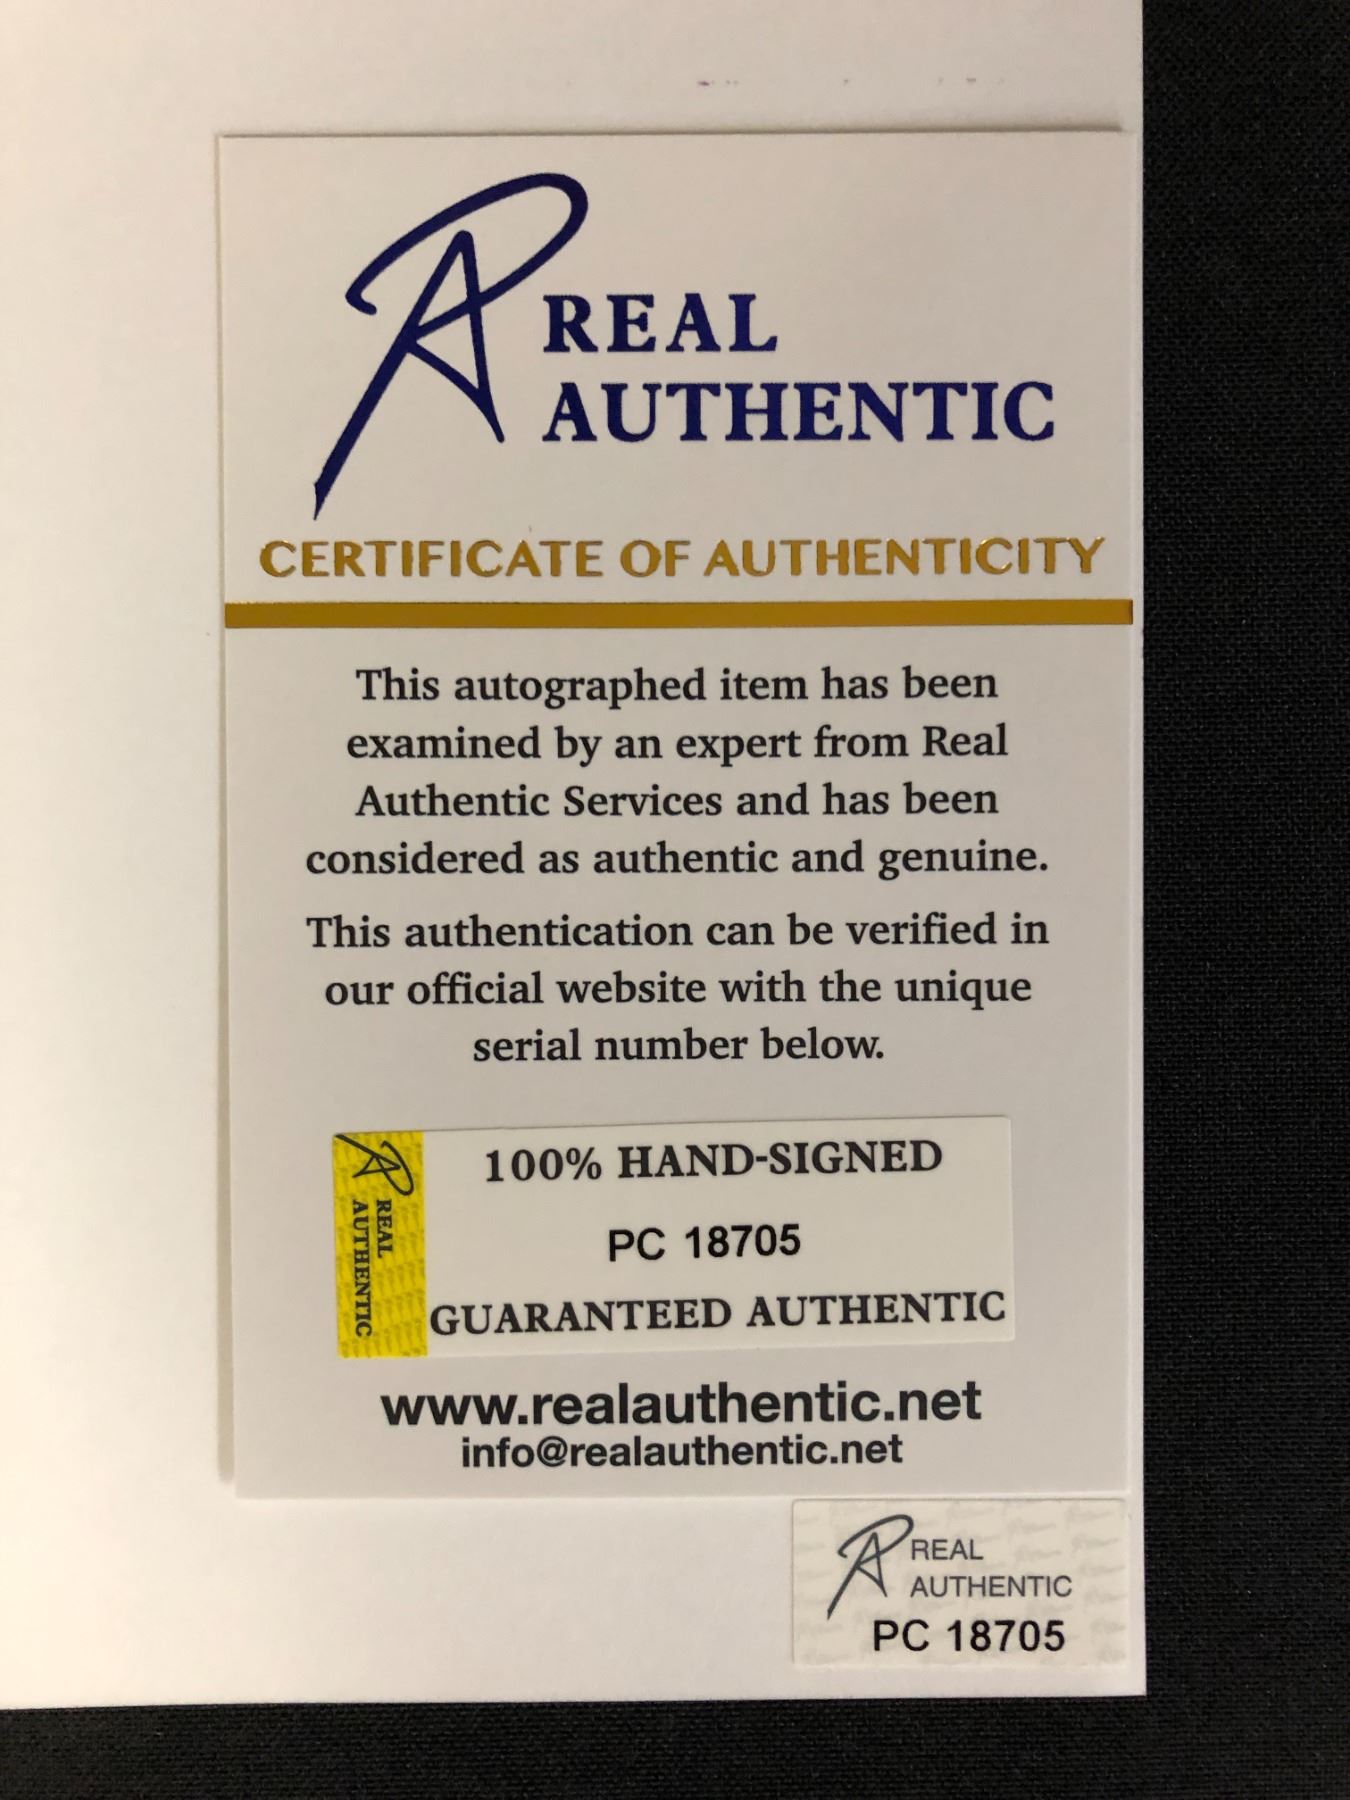 REAL
AUTHENTIC
CERTIFICATE OF AUTHENTICITY
This autographed item has been
examined by an expert from Real
Authentic Services and has been
considered as authentic and genuine.
This authentication can be verified in
our official website with the unique
serial number below.
REAL
AUTHENTIC
100% HAND-SIGNED
PC 18705
GUARANTEED AUTHENTIC
www.realauthentic.net
info@realauthentic.net
REAL
AUTHENTIC
PC 18705